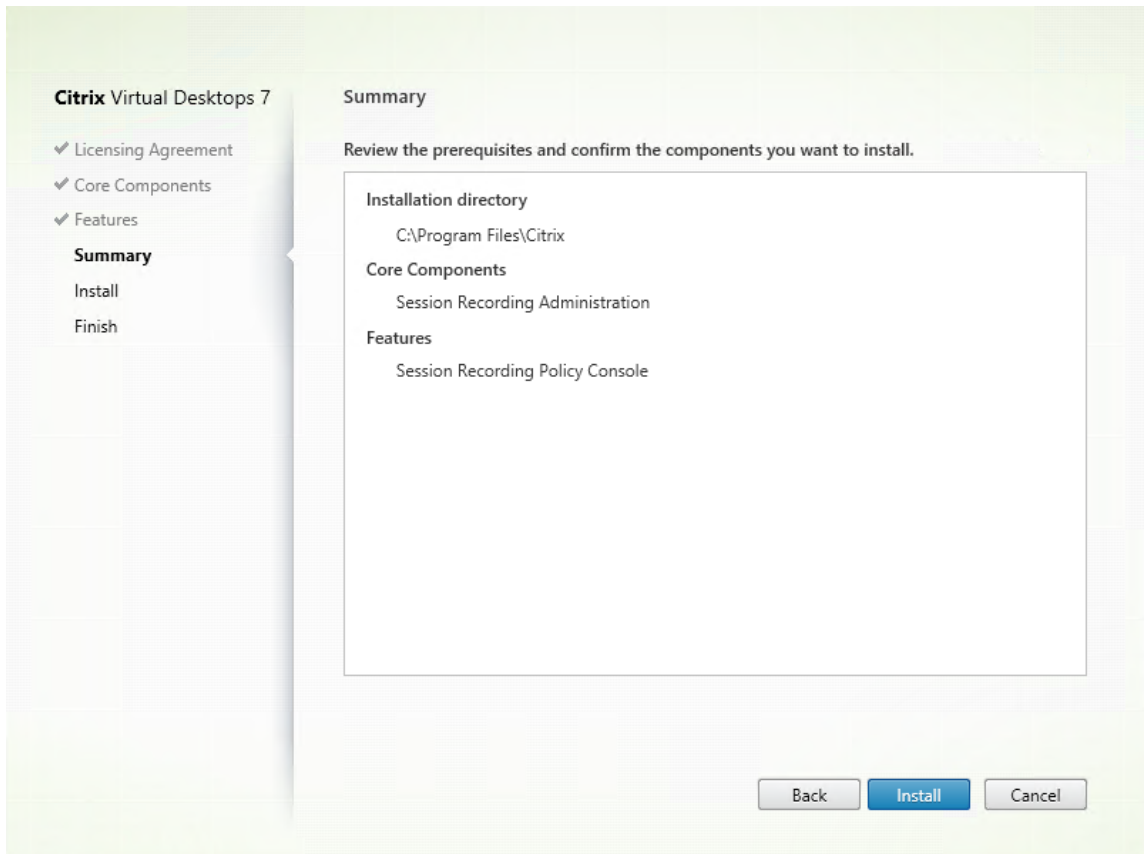 Citrix Virtual Desktops 7
Licensing Agreement
Core Components
Features
Summary
Install
Finish
Summary
Review the prerequisites and confirm the components you want to install.
Installation directory
C:\Program Files\Citrix
Core Components
Session Recording Administration
Features
Session Recording Policy Console
Back
Install
Cancel